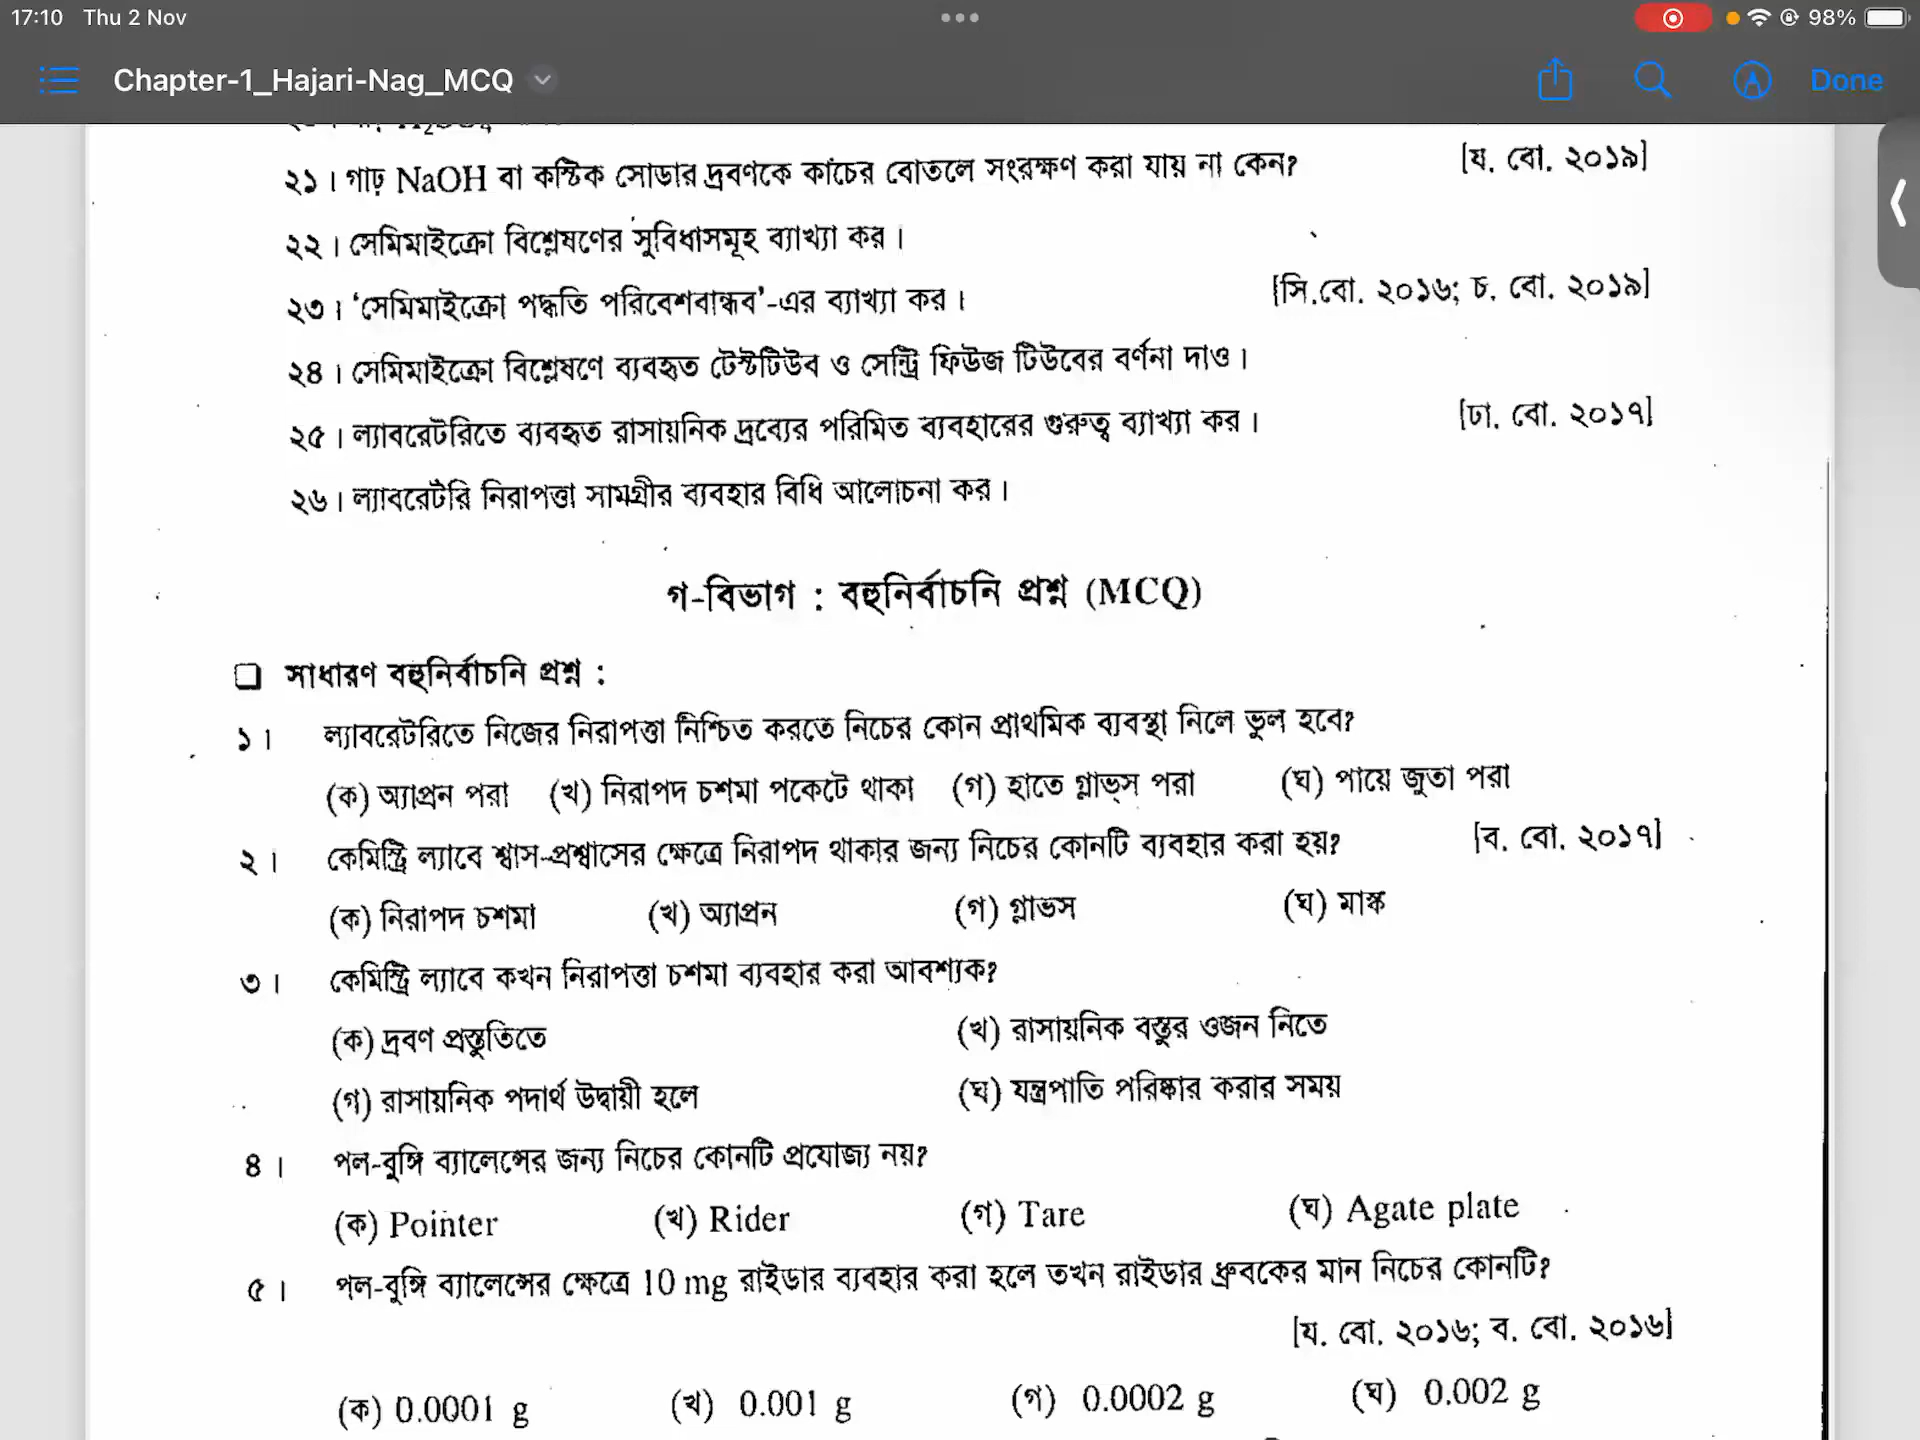 17:10 Thu 2 Nov
98%
Chapter-1_Hajari-Nag_MCQ
Done
২১। গাঢ় NaOH বা কস্টিক সোডার দ্রবণকে কাচের বোতলে সংরক্ষণ করা যায় না কেন? [য. বো. ২০১৯]
২২। সেমিমাইক্রো বিশ্লেষণের সুবিধাসমূহ ব্যাখ্যা কর।
২৩। ‘সেমিমাইক্রো পদ্ধতি পরিবেশবান্ধব’-এর ব্যাখ্যা কর। [সি.বো. ২০১৬; চ. বো. ২০১৯]
২৪। সেমিমাইক্রো বিশ্লেষণে ব্যবহৃত টেস্টটিউব ও সেন্ট্রি ফিউজ টিউবের বর্ণনা দাও।
২৫। ল্যাবরেটরিতে ব্যবহৃত রাসায়নিক দ্রব্যের পরিমিত ব্যবহারের গুরুত্ব ব্যাখ্যা কর। [ঢা. বো. ২০১৭]
২৬। ল্যাবরেটরি নিরাপত্তা সামগ্রীর ব্যবহার বিধি আলোচনা কর।
গ-বিভাগ : বহুনির্বাচনি প্রশ্ন (MCQ)
সাধারণ বহুনির্বাচনি প্রশ্ন :
১। ল্যাবরেটরিতে নিজের নিরাপত্তা নিশ্চিত করতে নিচের কোন প্রাথমিক ব্যবস্থা নিলে ভুল হবে?
(ক) অ্যাপ্রন পরা (খ) নিরাপদ চশমা পকেটে থাকা (গ) হাতে গ্লাভ্স পরা (ঘ) পায়ে জুতা পরা
২। কেমিস্ট্রি ল্যাবে শ্বাস-প্রশ্বাসের ক্ষেত্রে নিরাপদ থাকার জন্য নিচের কোনটি ব্যবহার করা হয়? [ব. বো. ২০১৭]
(ক) নিরাপদ চশমা (খ) অ্যাপ্রন (গ) গ্লাভস (ঘ) মাস্ক
৩। কেমিস্ট্রি ল্যাবে কখন নিরাপত্তা চশমা ব্যবহার করা আবশ্যক?
(ক) দ্রবণ প্রস্তুতিতে (খ) রাসায়নিক বস্তুর ওজন নিতে
(গ) রাসায়নিক পদার্থ উদ্বায়ী হলে (ঘ) যন্ত্রপাতি পরিষ্কার করার সময়
৪। পল-বুঙ্গি ব্যালেন্সের জন্য নিচের কোনটি প্রযোজ্য নয়?
(ক) Pointer (খ) Rider (গ) Tare (ঘ) Agate plate
৫। পল-বুঙ্গি ব্যালেন্সের ক্ষেত্রে 10 mg রাইডার ব্যবহার করা হলে তখন রাইডার ধ্রুবকের মান নিচের কোনটি?
[য. বো. ২০১৬; ব. বো. ২০১৬]
(ক) 0.0001 g (খ) 0.001 g (গ) 0.0002 g (ঘ) 0.002 g